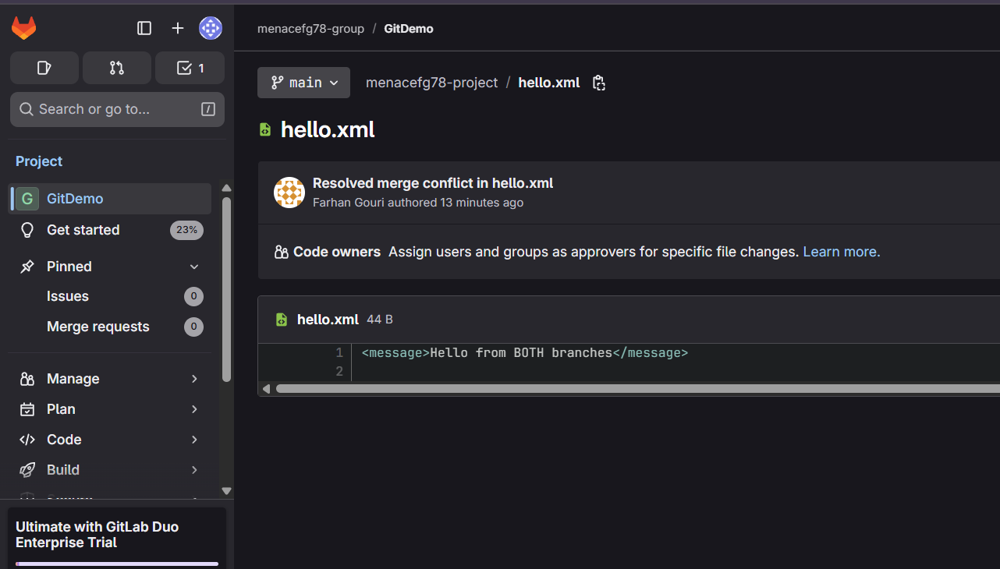 menacefg78-group / GitDemo
1
Search or go to... /
Project
G GitDemo
Get started 23%
Pinned
Issues 0
Merge requests 0
Manage
Plan
Code
Build
Ultimate with GitLab Duo
Enterprise Trial
main menacefg78-project / hello.xml
hello.xml
Resolved merge conflict in hello.xml
Farhan Gouri authored 13 minutes ago
Code owners Assign users and groups as approvers for specific file changes. Learn more.
hello.xml 44 B
1 <message>Hello from BOTH branches</message>
2